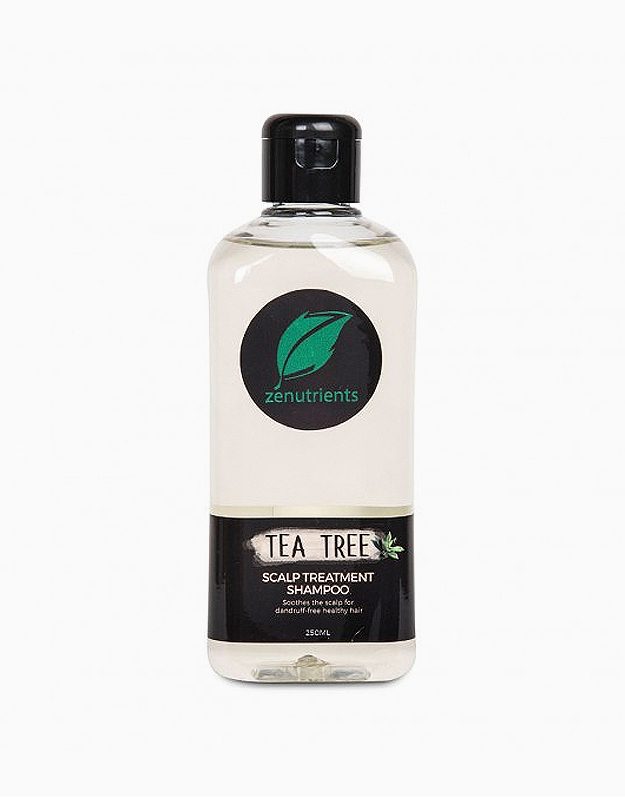 zenutrients
TEA TREE
SCALP TREATMENT
SHAMPOO
Soothes the scalp for
dandruff-free healthy hair
250ML